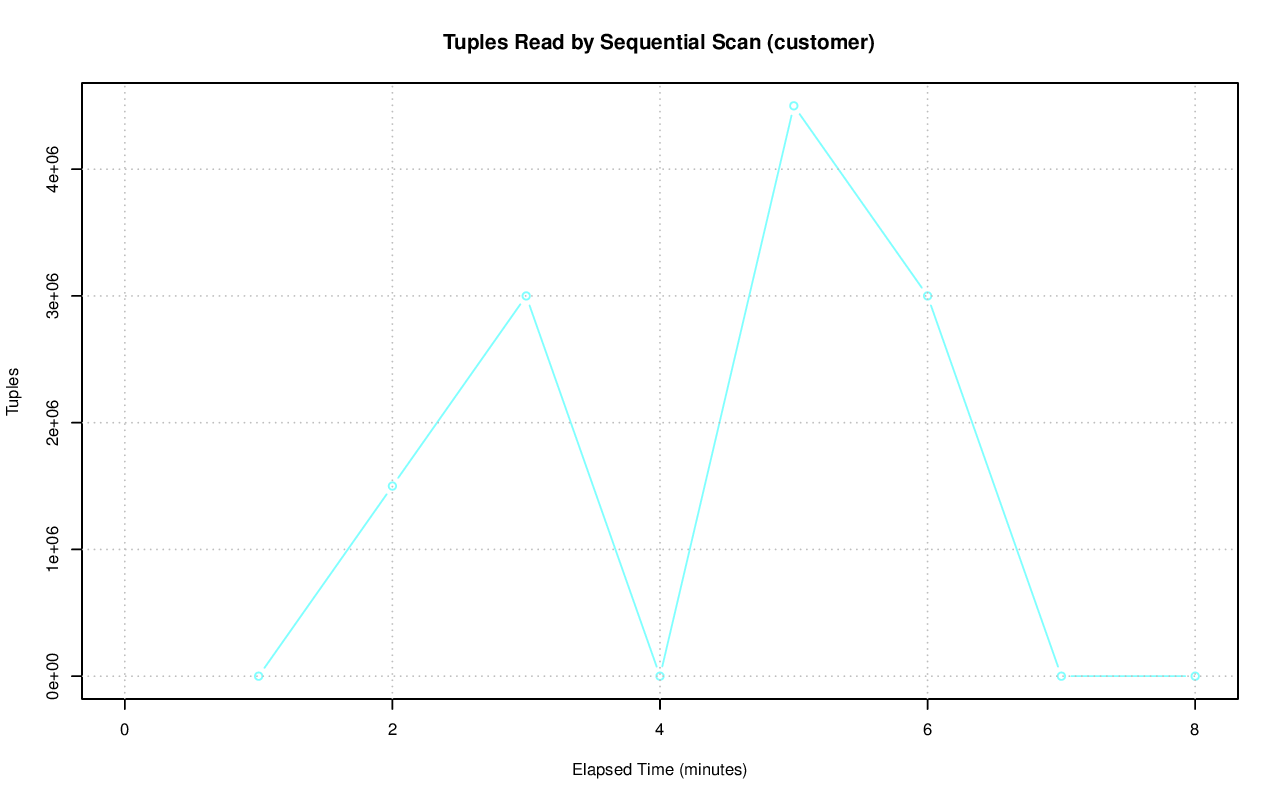 Tuples Read by Sequential Scan (customer)
Tuples
4e+06
3e+06
2e+06
1e+06
0e+00
0 2 4 6 8
Elapsed Time (minutes)